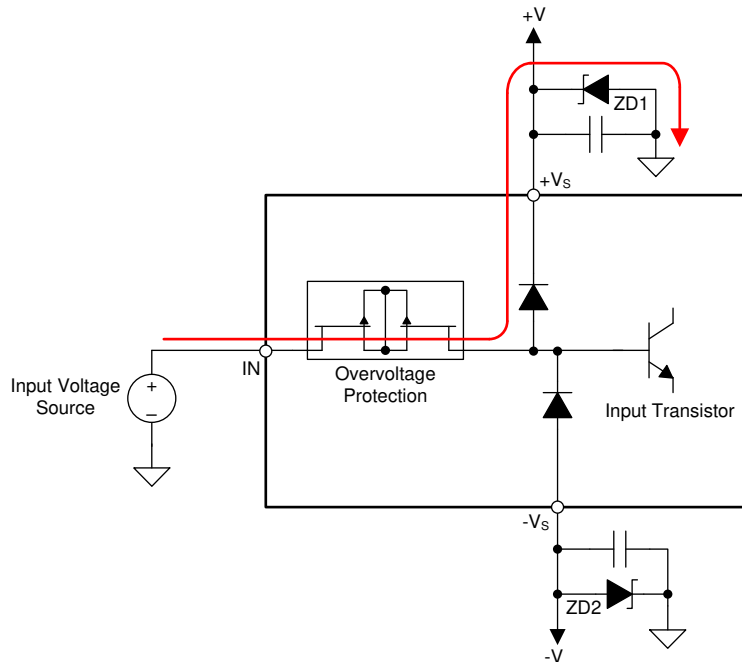 +V
ZD1
+VS
IN
Overvoltage
Protection
Input Voltage
Source
+
−
Input Transistor
-VS
ZD2
-V